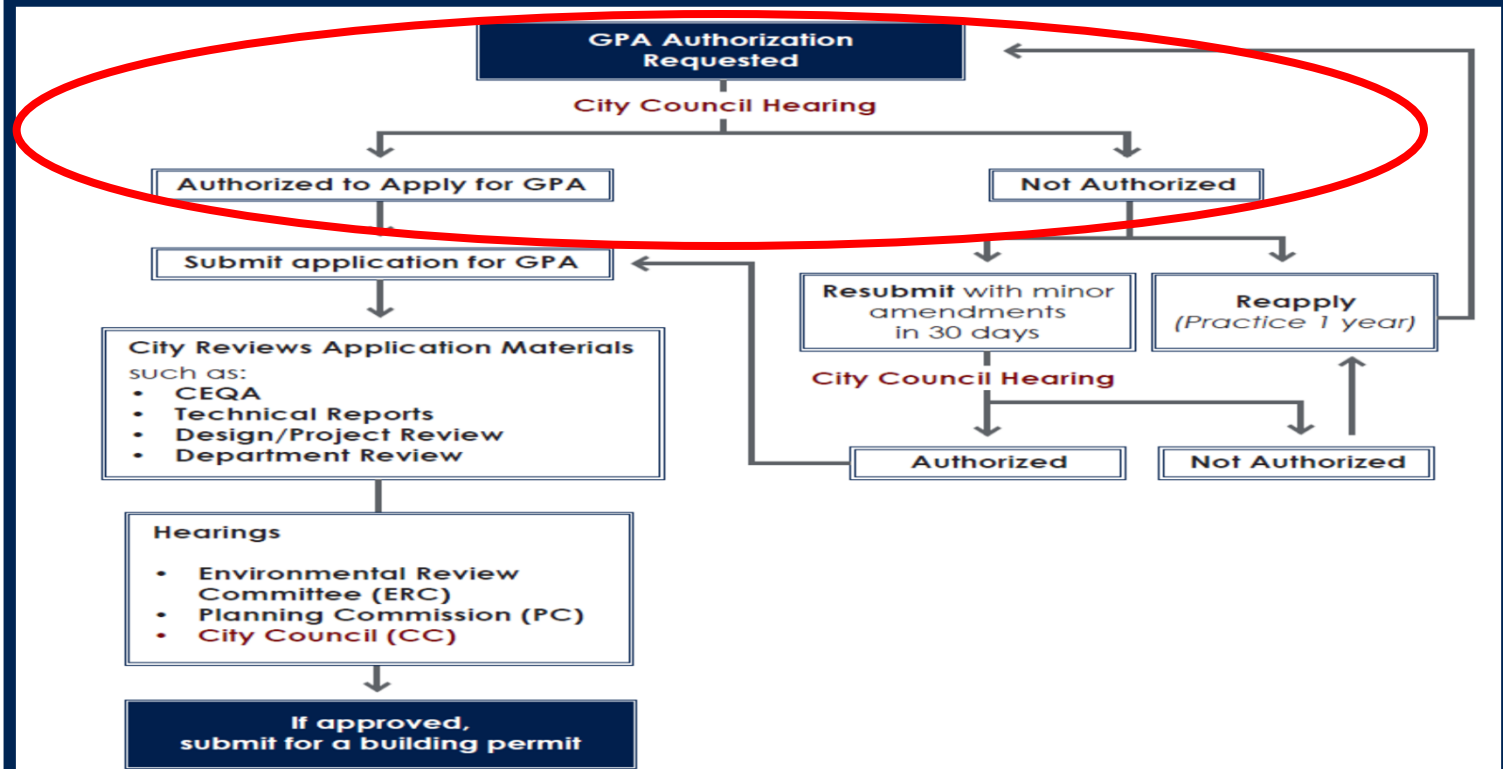 GPA Authorization
Requested
City Council Hearing
Authorized to Apply for GPA
Not Authorized
Submit application for GPA
Resubmit with minor
amendments
in 30 days
Reapply
(Practice 1 year)
City Reviews Application Materials
such as:
• CEQA
• Technical Reports
• Design/Project Review
• Department Review
City Council Hearing
Authorized
Not Authorized
Hearings
• Environmental Review
Committee (ERC)
• Planning Commission (PC)
• City Council (CC)
If approved,
submit for a building permit